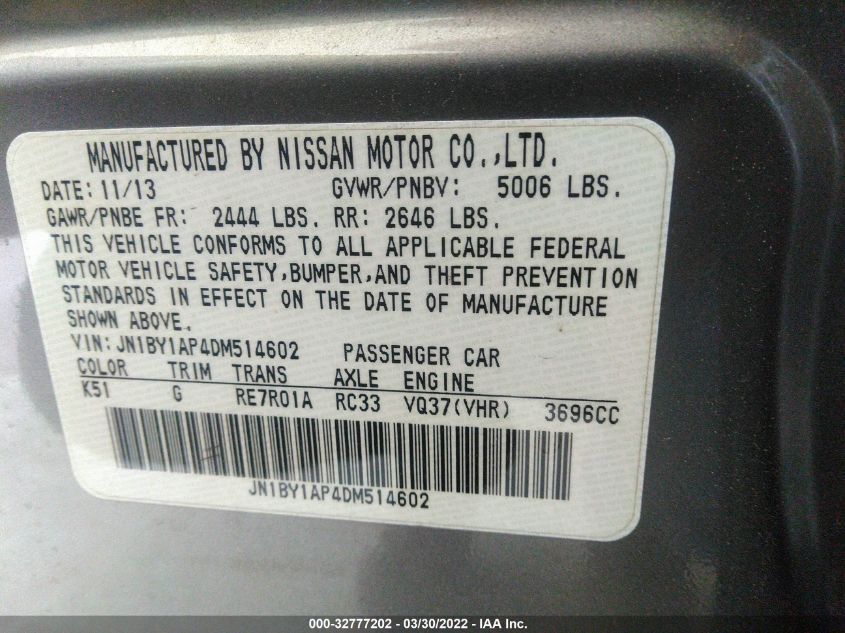 MANUFACTURED BY NISSAN MOTOR CO.,LTD.
DATE: 11/13 GVWR/PNBV: 5006 LBS.
GAWR/PNBE FR: 2444 LBS. RR: 2646 LBS.
THIS VEHICLE CONFORMS TO ALL APPLICABLE FEDERAL
MOTOR VEHICLE SAFETY,BUMPER,AND THEFT PREVENTION
STANDARDS IN EFFECT ON THE DATE OF MANUFACTURE
SHOWN ABOVE.
VIN: JN1BY1AP4DM514602 PASSENGER CAR
COLOR TRIM TRANS AXLE ENGINE
K51 G RE7R01A RC33 VQ37(VHR) 3696CC
JN1BY1AP4DM514602
000-32777202 - 03/30/2022 - IAA Inc.